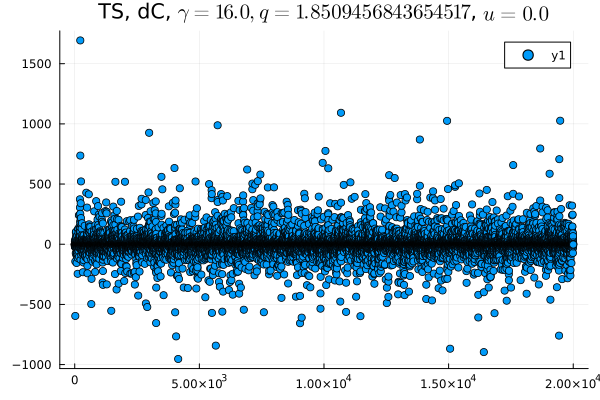 TS, dC, γ = 16.0, q = 1.8509456843654517, u = 0.0
y1
1500
1000
500
0
−500
−1000
0 5.00×10³ 1.00×10⁴ 1.50×10⁴ 2.00×10⁴